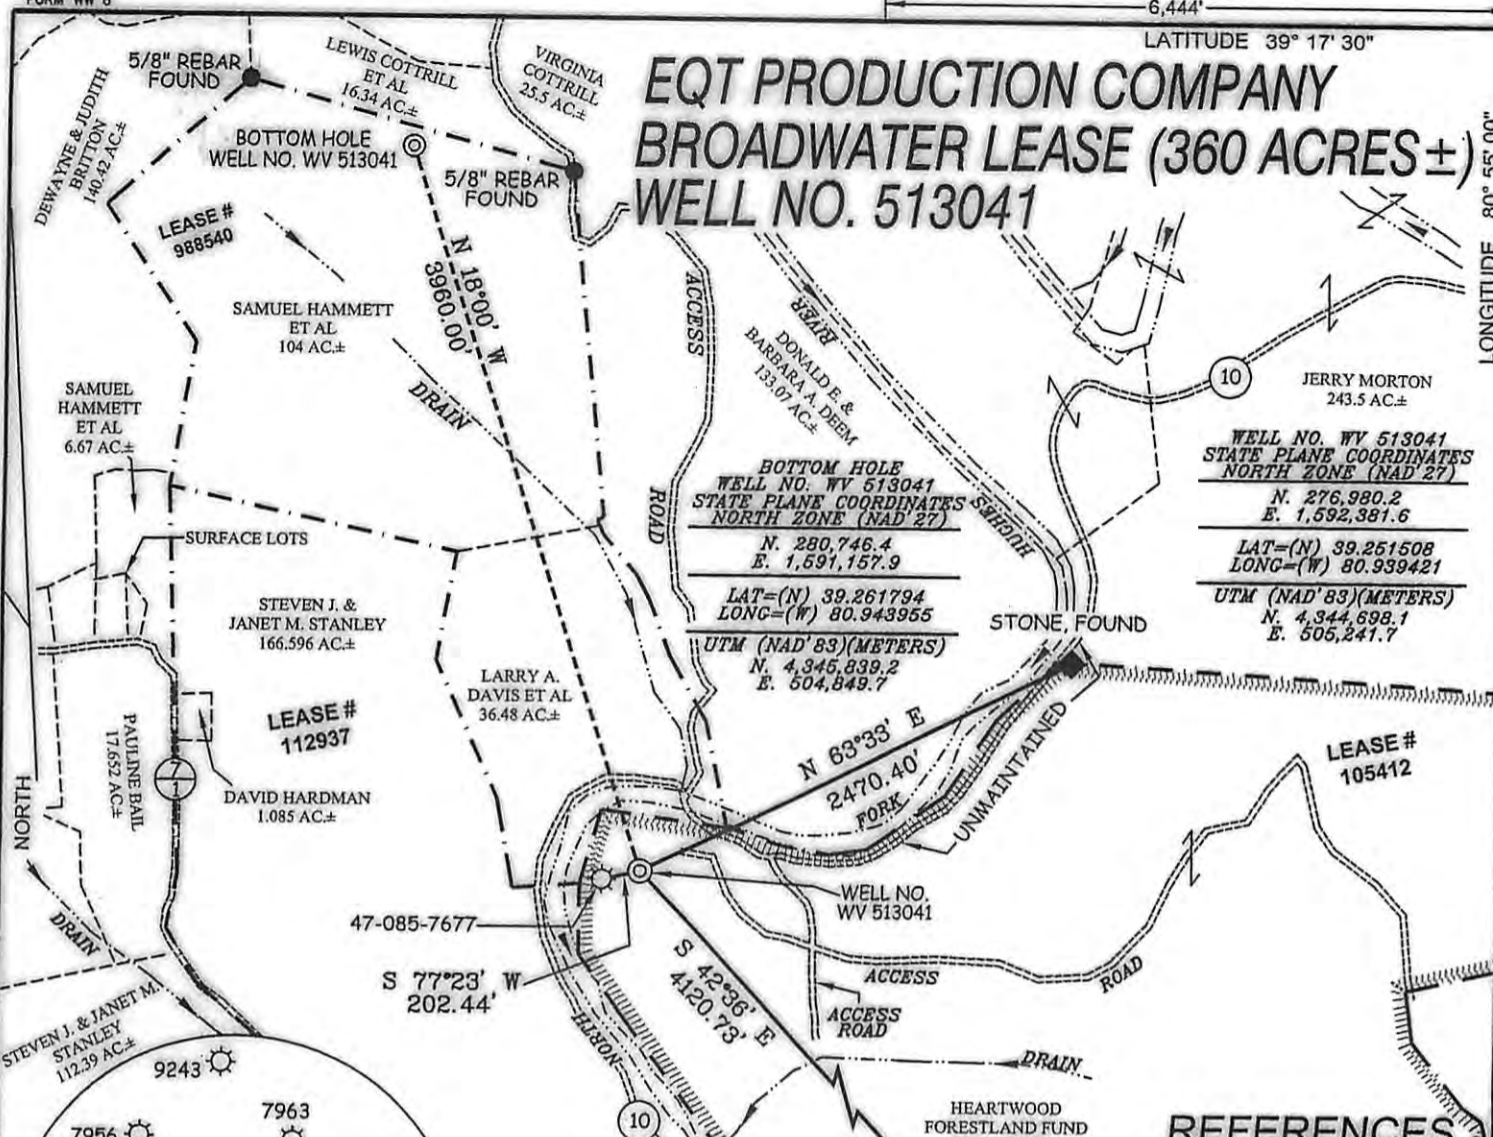 FORM WW-6
6,444'
LATITUDE 39° 17' 30"
LONGITUDE 80° 55' 00"
EQT PRODUCTION COMPANY
BROADWATER LEASE (360 ACRES±)
WELL NO. 513041
5/8" REBAR
FOUND
LEWIS COTTRILL
ET AL
16.34 AC.±
VIRGINIA
COTTRILL
25.5 AC.±
DEWAYNE & JUDITH
BRITTON
140.42 AC.±
BOTTOM HOLE
WELL NO. WV 513041
5/8" REBAR
FOUND
LEASE #
988540
N 18°00' W
3960.00'
SAMUEL HAMMETT
ET AL
104 AC.±
DRAIN
ACCESS
ROAD
RIVER
HUGHES
DONALD E. &
BARBARA A. DEEM
133.07 AC.±
10
JERRY MORTON
243.5 AC.±
SAMUEL
HAMMETT
ET AL
6.67 AC.±
SURFACE LOTS
BOTTOM HOLE
WELL NO. WV 513041
STATE PLANE COORDINATES
NORTH ZONE (NAD'27)
N. 280,746.4
E. 1,591,157.9
LAT=(N) 39.261794
LONG=(W) 80.943955
UTM (NAD'83)(METERS)
N. 4,345,839.2
E. 504,849.7
WELL NO. WV 513041
STATE PLANE COORDINATES
NORTH ZONE (NAD'27)
N. 276,980.2
E. 1,592,381.6
LAT=(N) 39.251508
LONG=(W) 80.939421
UTM (NAD'83)(METERS)
N. 4,344,698.1
E. 505,241.7
STEVEN J. &
JANET M. STANLEY
166.596 AC.±
STONE, FOUND
LARRY A.
DAVIS ET AL
36.48 AC.±
LEASE #
112937
PAULINE BAIL
17.652 AC.±
7
1
DAVID HARDMAN
1.085 AC.±
NORTH
N 63°33' E
2470.40'
FORK
UNMAINTAINED
LEASE #
105412
WELL NO.
WV 513041
47-085-7677
S 77°23' W
202.44'
S 42°36' E
4120.73'
ACCESS
ROAD
ACCESS
ROAD
DRAIN
STEVEN J. & JANET M.
STANLEY
112.39 AC.±
NORTH
DRAIN
9243
7963
7956
10
HEARTWOOD
FORESTLAND FUND
REFERENCES